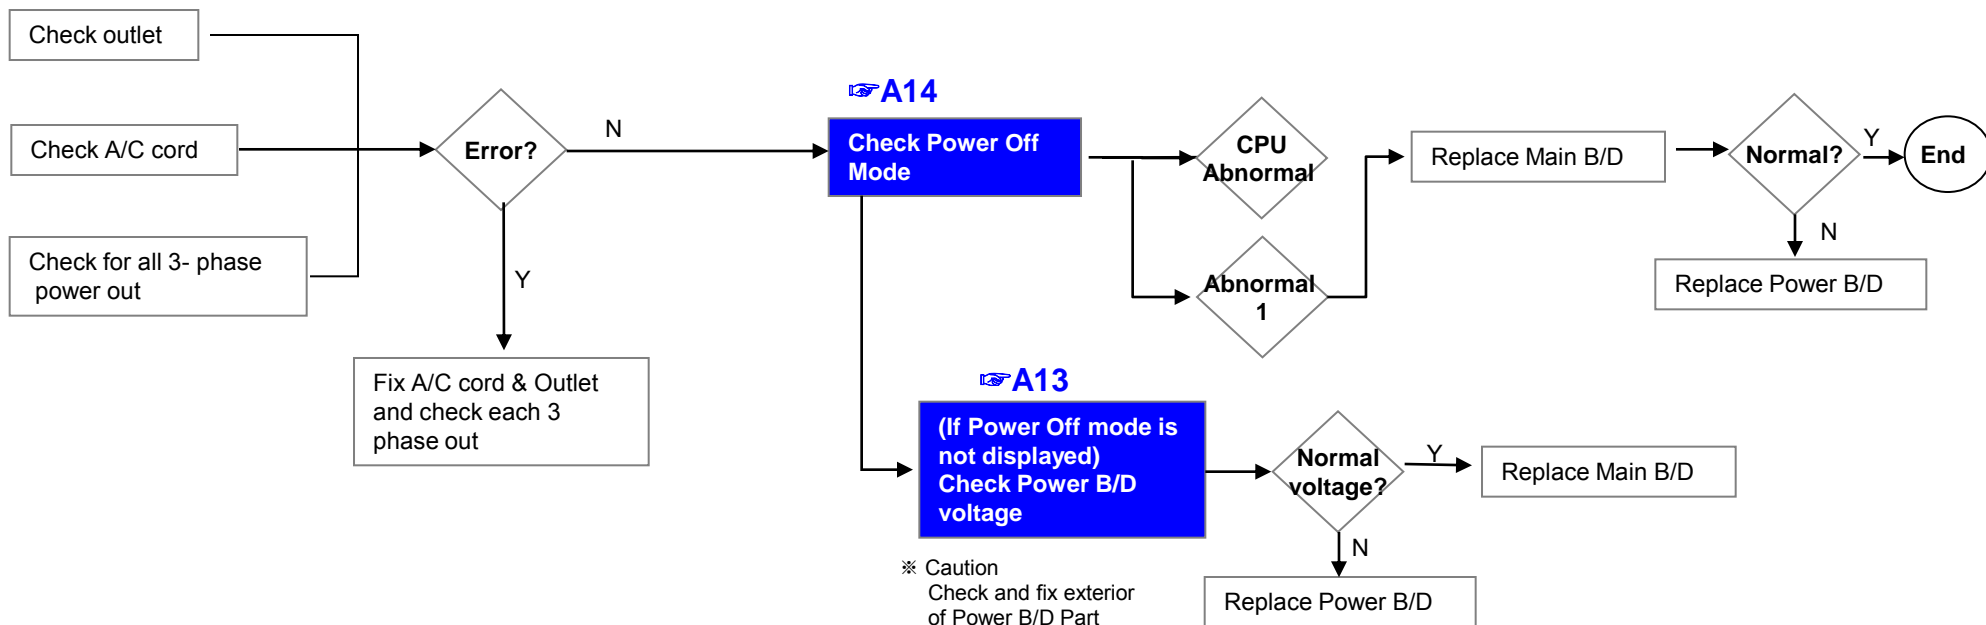 Check outlet
Check A/C cord
Check for all 3- phase
power out
Error?
N
Y
Fix A/C cord & Outlet
and check each 3
phase out
☞A14
Check Power Off
Mode
CPU
Abnormal
Abnormal
1
Replace Main B/D
Normal?
Y
End
N
Replace Power B/D
☞A13
(If Power Off mode is
not displayed)
Check Power B/D
voltage
※ Caution
Check and fix exterior
of Power B/D Part
Normal
voltage?
Y
Replace Main B/D
N
Replace Power B/D